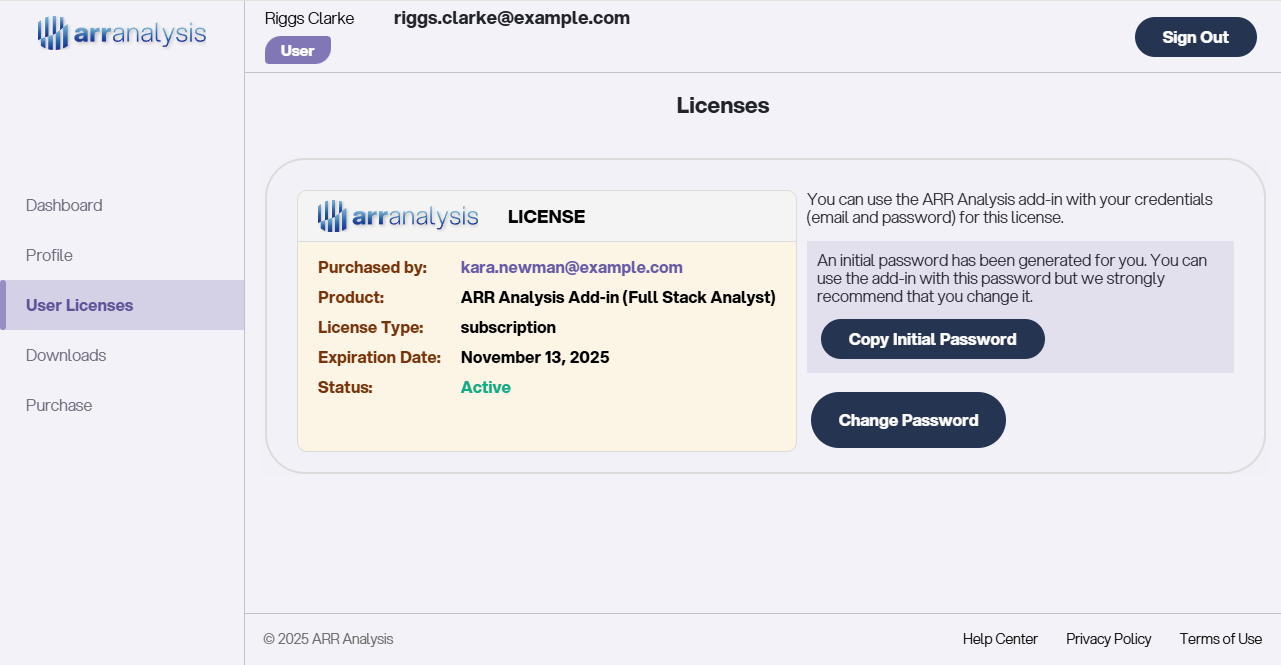 arranalysis
Riggs Clarke
riggs.clarke@example.com
User
Sign Out
Licenses
Dashboard
Profile
User Licenses
Downloads
Purchase
arranalysis LICENSE
Purchased by: kara.newman@example.com
Product: ARR Analysis Add-in (Full Stack Analyst)
License Type: subscription
Expiration Date: November 13, 2025
Status: Active
You can use the ARR Analysis add-in with your credentials
(email and password) for this license.
An initial password has been generated for you. You can
use the add-in with this password but we strongly
recommend that you change it.
Copy Initial Password
Change Password
© 2025 ARR Analysis
Help Center
Privacy Policy
Terms of Use